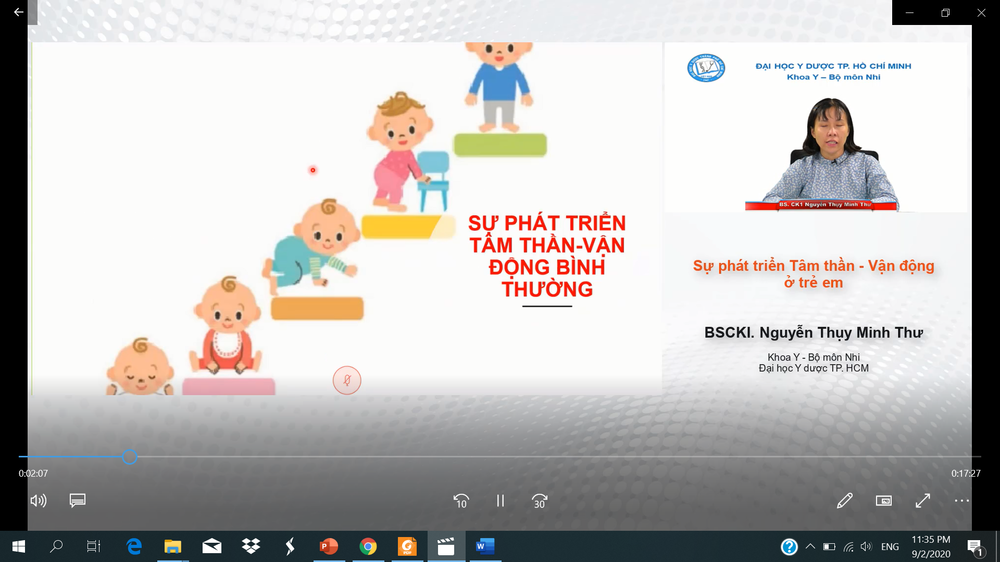 ĐẠI HỌC Y DƯỢC TP. HỒ CHÍ MINH
Khoa Y – Bộ môn Nhi
BS. CK1 Nguyễn Thụy Minh Thư
SỰ PHÁT TRIỂN
TÂM THẦN-VẬN
ĐỘNG BÌNH
THƯỜNG
Sự phát triển Tâm thần - Vận động
ở trẻ em
BSCKI. Nguyễn Thụy Minh Thư
Khoa Y - Bộ môn Nhi
Đại học Y dược TP. HCM
0:02:07
0:17:27
10
30
PDF
ENG
11:35 PM
9/2/2020
1